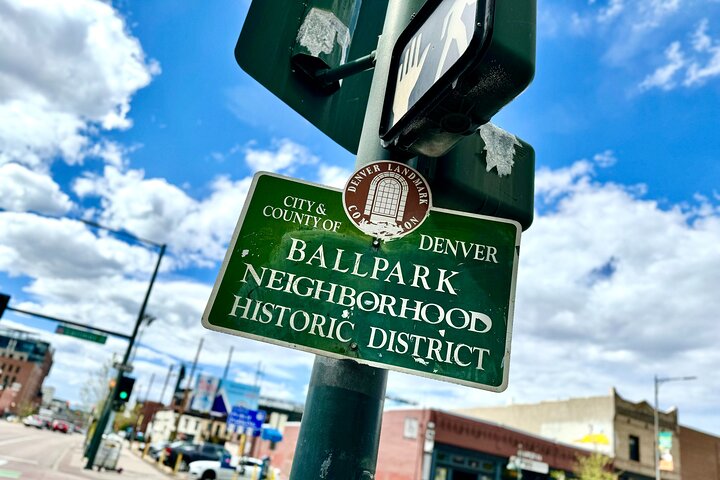 DENVER LANDMARK
COMMISSION
CITY &
COUNTY OF
DENVER
BALLPARK
NEIGHBORHOOD
HISTORIC DISTRICT